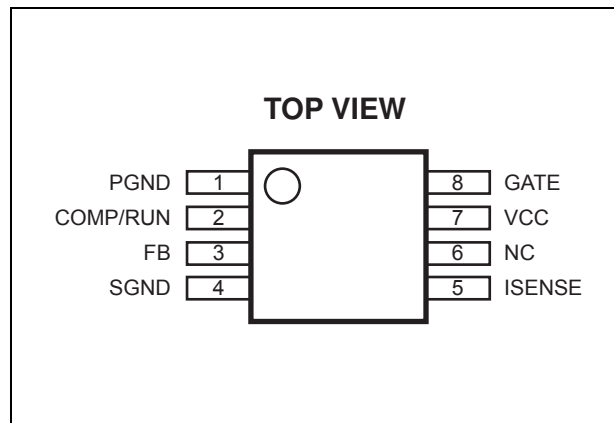 TOP VIEW
PGND 1 8 GATE
COMP/RUN 2 7 VCC
FB 3 6 NC
SGND 4 5 ISENSE